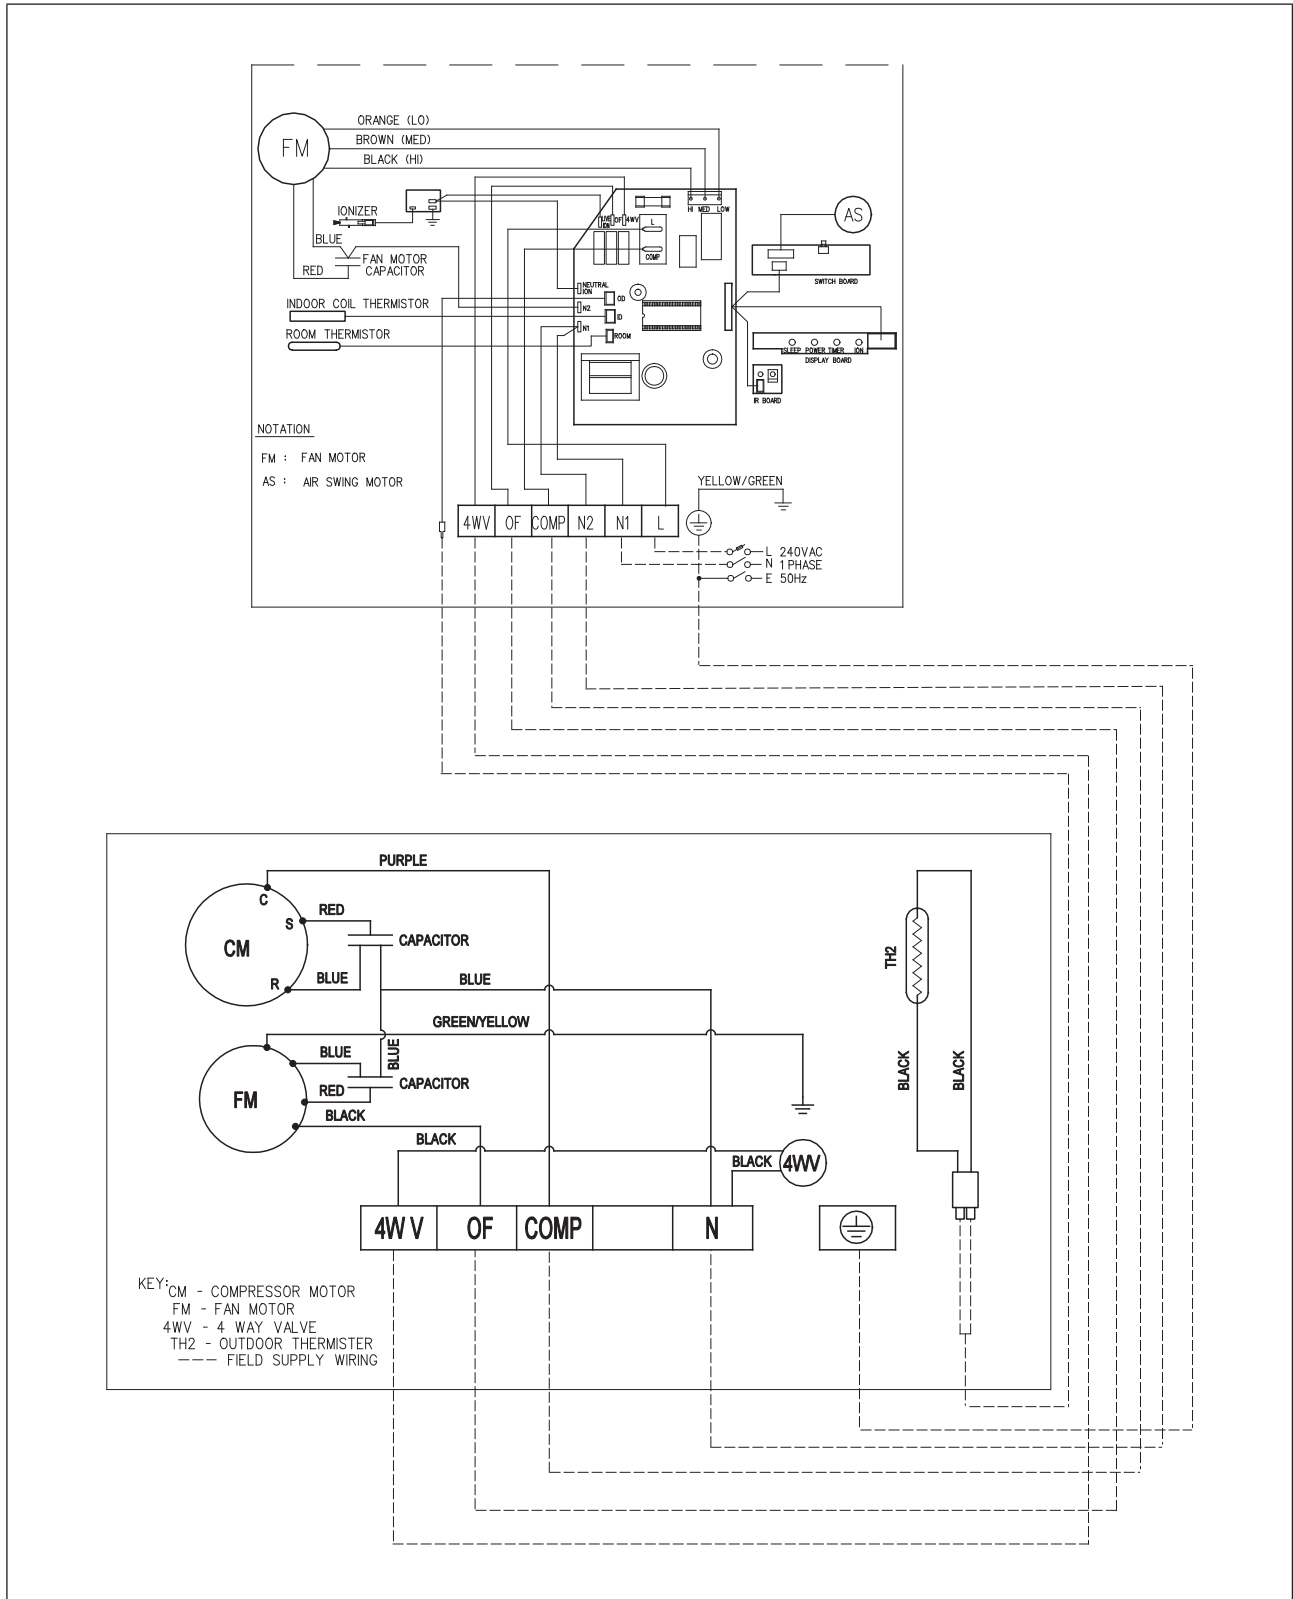 ORANGE (LO)
BROWN (MED)
BLACK (HI)
FM
IONIZER
BLUE
RED
FAN MOTOR
CAPACITOR
INDOOR COIL THERMISTOR
ROOM THERMISTOR
HI MED LOW
LIVE
ION
OF
4WV
L
COMP
NEUTRAL
ION
N2
N1
OD
ID
ROOM
AS
SWITCH BOARD
SLEEP POWER TIMER ION
DISPLAY BOARD
IR BOARD
NOTATION
FM : FAN MOTOR
AS : AIR SWING MOTOR
YELLOW/GREEN
4WV OF COMP N2 N1 L
L 240VAC
N 1 PHASE
E 50Hz
PURPLE
C
S
R
CM
RED
CAPACITOR
BLUE
BLUE
GREEN/YELLOW
BLUE
BLUE
FM
RED
CAPACITOR
BLACK
BLACK
BLACK
4WV
TH2
BLACK
BLACK
4W V OF COMP N
KEY:
CM - COMPRESSOR MOTOR
FM - FAN MOTOR
4WV - 4 WAY VALVE
TH2 - OUTDOOR THERMISTER
--- FIELD SUPPLY WIRING